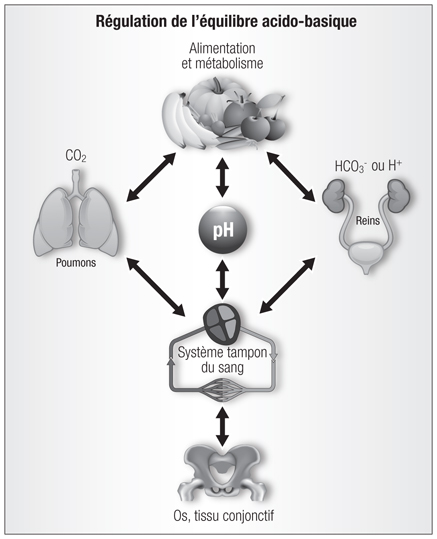 Régulation de l'équilibre acido-basique
Alimentation
et métabolisme
CO₂
HCO₃⁻ ou H⁺
Reins
pH
Poumons
Système tampon
du sang
Os, tissu conjonctif